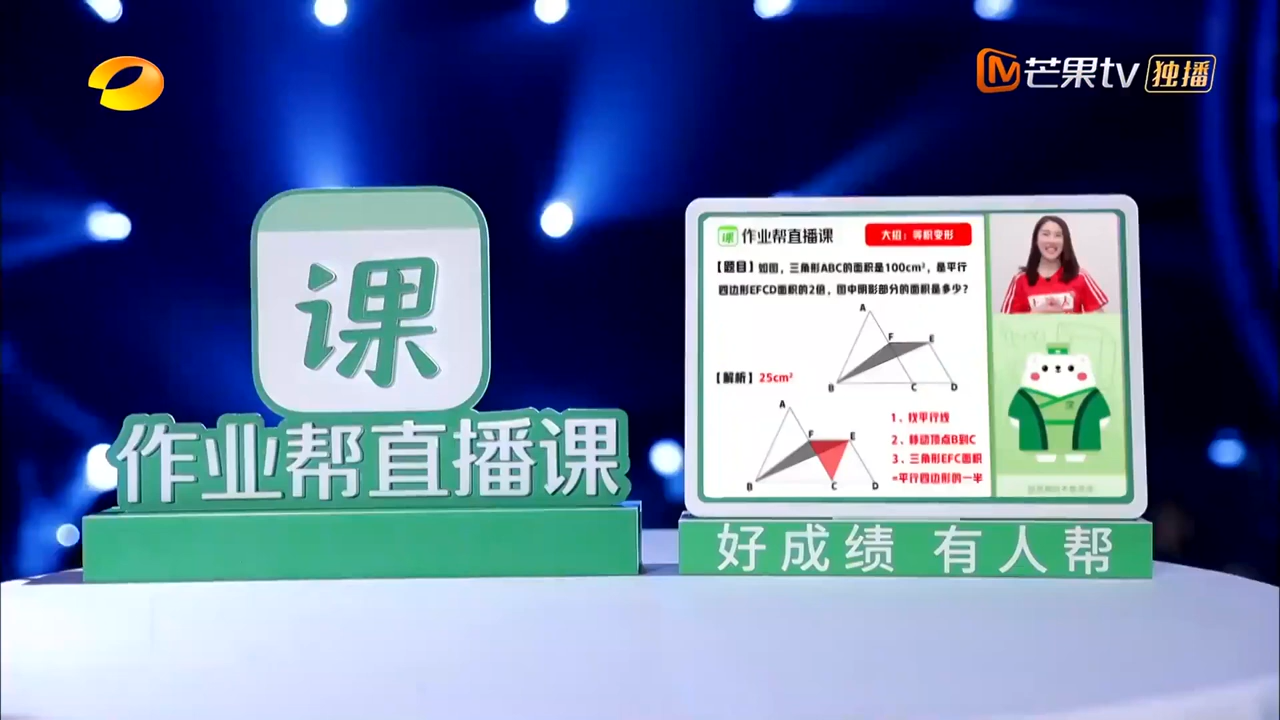 芒果tv 独播
课
作业帮直播课
课 作业帮直播课
大招：等积变形
【题目】如图，三角形ABC的面积是100cm²，是平行
四边形EFCD面积的2倍，图中阴影部分的面积是多少？
A
F E
B C D
【解析】25cm²
A
F E
B C D
1、找平行线
2、移动顶点B到C
3、三角形EFC面积
=平行四边形的一半
好成绩 有人帮